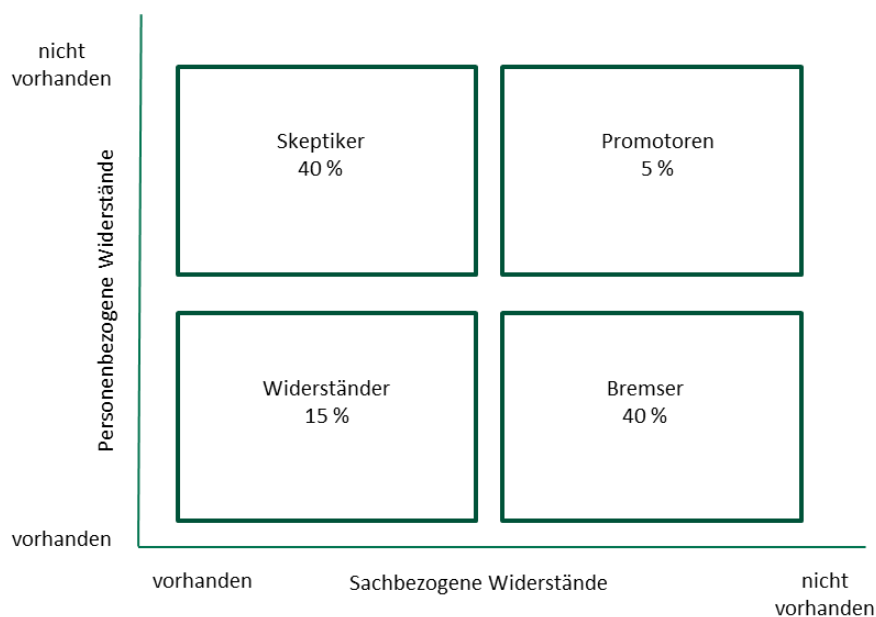 nicht
vorhanden
Skeptiker
40 %
Promotoren
5 %
Personenbezogene Widerstände
Widerständer
15 %
Bremser
40 %
vorhanden
vorhanden
Sachbezogene Widerstände
nicht
vorhanden